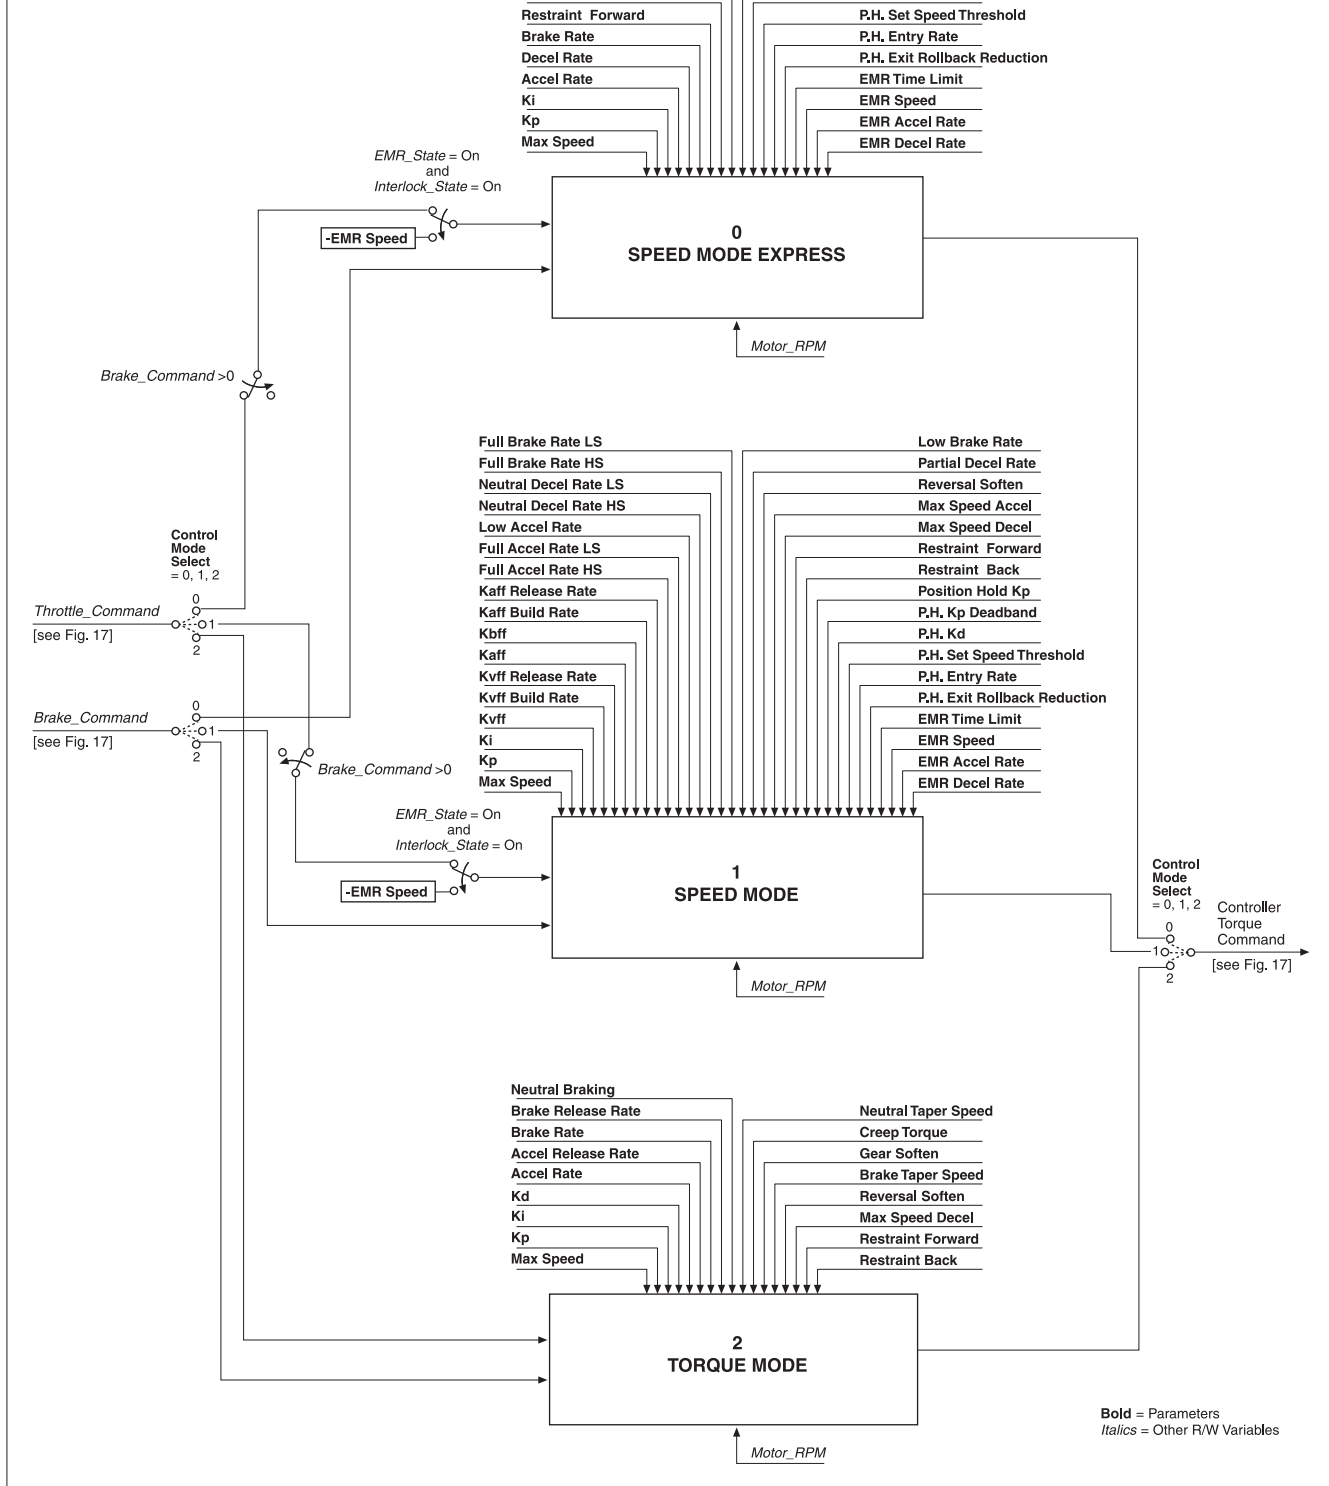 Restraint Forward
Brake Rate
Decel Rate
Accel Rate
Ki
Kp
Max Speed
P.H. Set Speed Threshold
P.H. Entry Rate
P.H. Exit Rollback Reduction
EMR Time Limit
EMR Speed
EMR Accel Rate
EMR Decel Rate
EMR_State = On
and
Interlock_State = On
-EMR Speed
0
SPEED MODE EXPRESS
Motor_RPM
Brake_Command >0
Full Brake Rate LS
Full Brake Rate HS
Neutral Decel Rate LS
Neutral Decel Rate HS
Low Accel Rate
Full Accel Rate LS
Full Accel Rate HS
Kaff Release Rate
Kaff Build Rate
Kbff
Kaff
Kvff Release Rate
Kvff Build Rate
Kvff
Ki
Kp
Max Speed
Low Brake Rate
Partial Decel Rate
Reversal Soften
Max Speed Accel
Max Speed Decel
Restraint Forward
Restraint Back
Position Hold Kp
P.H. Kp Deadband
P.H. Kd
P.H. Set Speed Threshold
P.H. Entry Rate
P.H. Exit Rollback Reduction
EMR Time Limit
EMR Speed
EMR Accel Rate
EMR Decel Rate
Control
Mode
Select
= 0, 1, 2
Throttle_Command
[see Fig. 17]
0
1
2
Brake_Command
[see Fig. 17]
0
1
2
Brake_Command >0
EMR_State = On
and
Interlock_State = On
-EMR Speed
1
SPEED MODE
Motor_RPM
Control
Mode
Select
= 0, 1, 2
0
1
2
Controller
Torque
Command
[see Fig. 17]
Neutral Braking
Brake Release Rate
Brake Rate
Accel Release Rate
Accel Rate
Kd
Ki
Kp
Max Speed
Neutral Taper Speed
Creep Torque
Gear Soften
Brake Taper Speed
Reversal Soften
Max Speed Decel
Restraint Forward
Restraint Back
2
TORQUE MODE
Motor_RPM
Bold = Parameters
Italics = Other R/W Variables